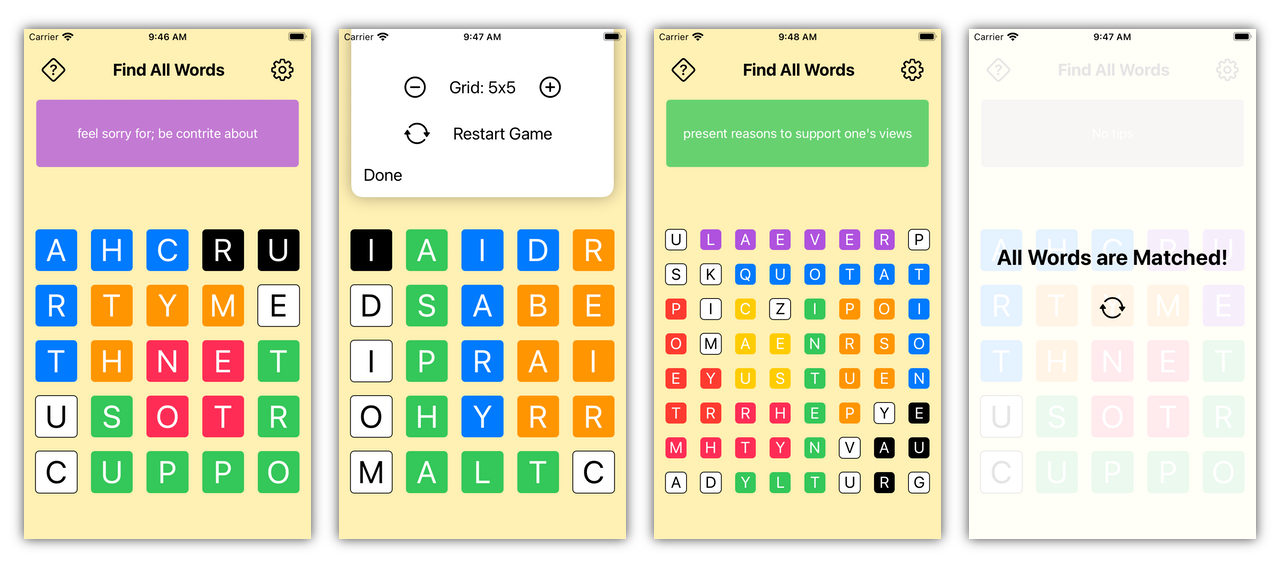 Carrier 9:46 AM
? Find All Words
feel sorry for; be contrite about
A H C R U
R T Y M E
T H N E T
U S O T R
C U P P O
Carrier 9:47 AM
Grid: 5x5
Restart Game
Done
I A I D R
D S A B E
I P R A I
O H Y R R
M A L T C
Carrier 9:48 AM
? Find All Words
present reasons to support one's views
U L A E V E R P
S K Q U O T A T
P I C Z I P O I
O M A E N R S O
E Y U S T U E N
T R R H E P Y E
M H T Y N V A U
A D Y L T U R G
Carrier 9:47 AM
? Find All Words
No tips
A H C R U
All Words are Matched!
R T M E
T H N E T
U S O T R
C U P P O